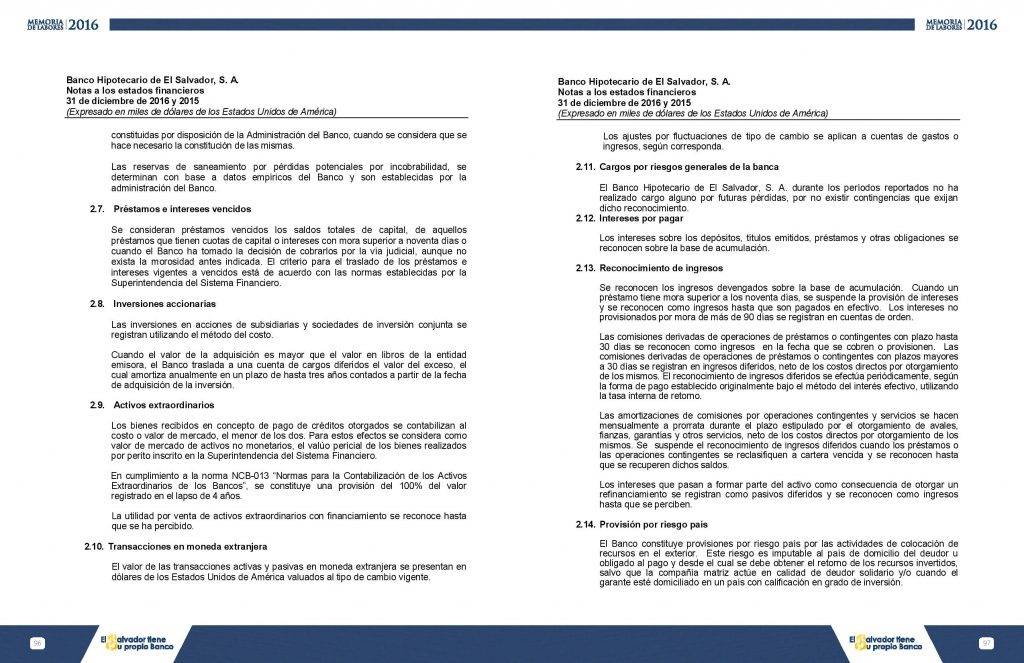 MEMORIA
DE LABORES 2016
MEMORIA
DE LABORES 2016
Banco Hipotecario de El Salvador, S. A.
Notas a los estados financieros
31 de diciembre de 2016 y 2015
(Expresado en miles de dólares de los Estados Unidos de América)
constituidas por disposición de la Administración del Banco, cuando se considera que se
hace necesario la constitución de las mismas.
Las reservas de saneamiento por pérdidas potenciales por incobrabilidad, se
determinan con base a datos empíricos del Banco y son establecidas por la
administración del Banco.
2.7. Préstamos e intereses vencidos
Se consideran préstamos vencidos los saldos totales de capital, de aquellos
préstamos que tienen cuotas de capital o intereses con mora superior a noventa días o
cuando el Banco ha tomado la decisión de cobrarlos por la vía judicial, aunque no
exista la morosidad antes indicada. El criterio para el traslado de los préstamos e
intereses vigentes a vencidos está de acuerdo con las normas establecidas por la
Superintendencia del Sistema Financiero.
2.8. Inversiones accionarias
Las inversiones en acciones de subsidiarias y sociedades de inversión conjunta se
registran utilizando el método del costo.
Cuando el valor de la adquisición es mayor que el valor en libros de la entidad
emisora, el Banco traslada a una cuenta de cargos diferidos el valor del exceso, el
cual amortiza anualmente en un plazo de hasta tres años contados a partir de la fecha
de adquisición de la inversión.
2.9. Activos extraordinarios
Los bienes recibidos en concepto de pago de créditos otorgados se contabilizan al
costo o valor de mercado, el menor de los dos. Para estos efectos se considera como
valor de mercado de activos no monetarios, el valúo pericial de los bienes realizados
por perito inscrito en la Superintendencia del Sistema Financiero.
En cumplimiento a la norma NCB-013 “Normas para la Contabilización de los Activos
Extraordinarios de los Bancos”, se constituye una provisión del 100% del valor
registrado en el lapso de 4 años.
La utilidad por venta de activos extraordinarios con financiamiento se reconoce hasta
que se ha percibido.
2.10. Transacciones en moneda extranjera
El valor de las transacciones activas y pasivas en moneda extranjera se presentan en
dólares de los Estados Unidos de América valuados al tipo de cambio vigente.
Banco Hipotecario de El Salvador, S. A.
Notas a los estados financieros
31 de diciembre de 2016 y 2015
(Expresado en miles de dólares de los Estados Unidos de América)
Los ajustes por fluctuaciones de tipo de cambio se aplican a cuentas de gastos o
ingresos, según corresponda.
2.11. Cargos por riesgos generales de la banca
El Banco Hipotecario de El Salvador, S. A. durante los períodos reportados no ha
realizado cargo alguno por futuras pérdidas, por no existir contingencias que exijan
dicho reconocimiento.
2.12. Intereses por pagar
Los intereses sobre los depósitos, títulos emitidos, préstamos y otras obligaciones se
reconocen sobre la base de acumulación.
2.13. Reconocimiento de ingresos
Se reconocen los ingresos devengados sobre la base de acumulación. Cuando un
préstamo tiene mora superior a los noventa días, se suspende la provisión de intereses
y se reconocen como ingresos hasta que son pagados en efectivo. Los intereses no
provisionados por mora de más de 90 días se registran en cuentas de orden.
Las comisiones derivadas de operaciones de préstamos o contingentes con plazo hasta
30 días se reconocen como ingresos en la fecha que se cobren o provisionen. Las
comisiones derivadas de operaciones de préstamos o contingentes con plazos mayores
a 30 días se registran en ingresos diferidos, neto de los costos directos por otorgamiento
de los mismos. El reconocimiento de ingresos diferidos se efectúa periódicamente, según
la forma de pago establecido originalmente bajo el método del interés efectivo, utilizando
la tasa interna de retorno.
Las amortizaciones de comisiones por operaciones contingentes y servicios se hacen
mensualmente a prorrata durante el plazo estipulado por el otorgamiento de avales,
fianzas, garantías y otros servicios, neto de los costos directos por otorgamiento de los
mismos. Se suspende el reconocimiento de ingresos diferidos cuando los préstamos o
las operaciones contingentes se reclasifiquen a cartera vencida y se reconocen hasta
que se recuperen dichos saldos.
Los intereses que pasan a formar parte del activo como consecuencia de otorgar un
refinanciamiento se registran como pasivos diferidos y se reconocen como ingresos
hasta que se perciben.
2.14. Provisión por riesgo país
El Banco constituye provisiones por riesgo país por las actividades de colocación de
recursos en el exterior. Este riesgo es imputable al país de domicilio del deudor u
obligado al pago y desde el cual se debe obtener el retorno de los recursos invertidos,
salvo que la compañía matriz actúe en calidad de deudor solidario y/o cuando el
garante esté domiciliado en un país con calificación en grado de inversión.
96
El Salvador tiene
Su propio Banco
El Salvador tiene
Su propio Banco
97